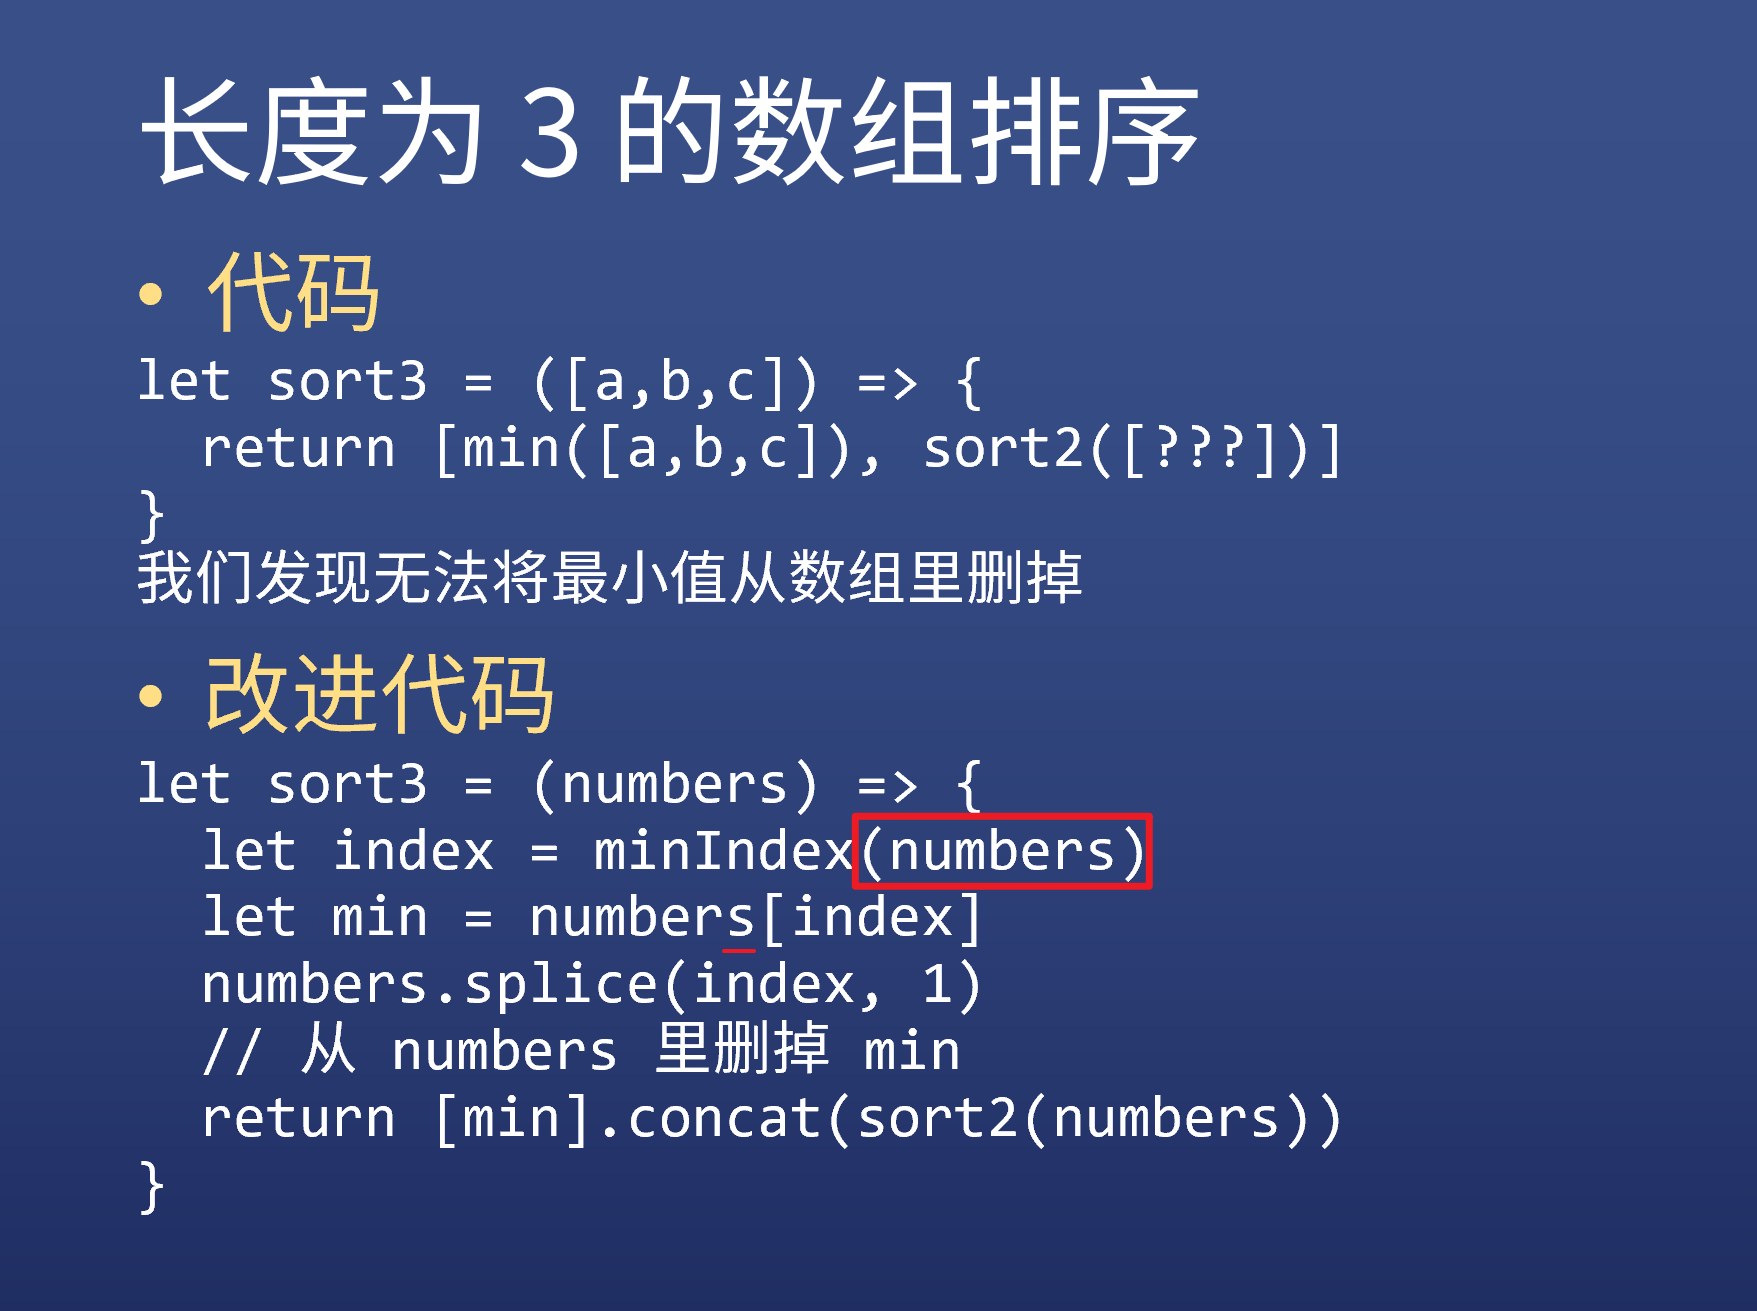 长度为 3 的数组排序
• 代码
let sort3 = ([a,b,c]) => {
  return [min([a,b,c]), sort2([???])]
}
我们发现无法将最小值从数组里删掉
• 改进代码
let sort3 = (numbers) => {
  let index = minIndex(numbers)
  let min = numbers[index]
  numbers.splice(index, 1)
  // 从 numbers 里删掉 min
  return [min].concat(sort2(numbers))
}